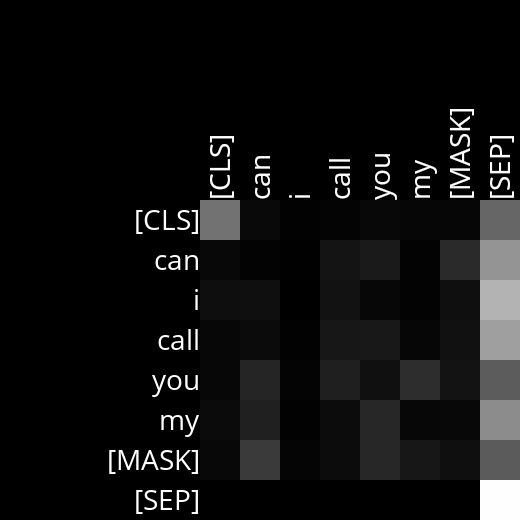 [CLS] can i call you my [MASK] [SEP]
[CLS]
can
i
call
you
my
[MASK]
[SEP]